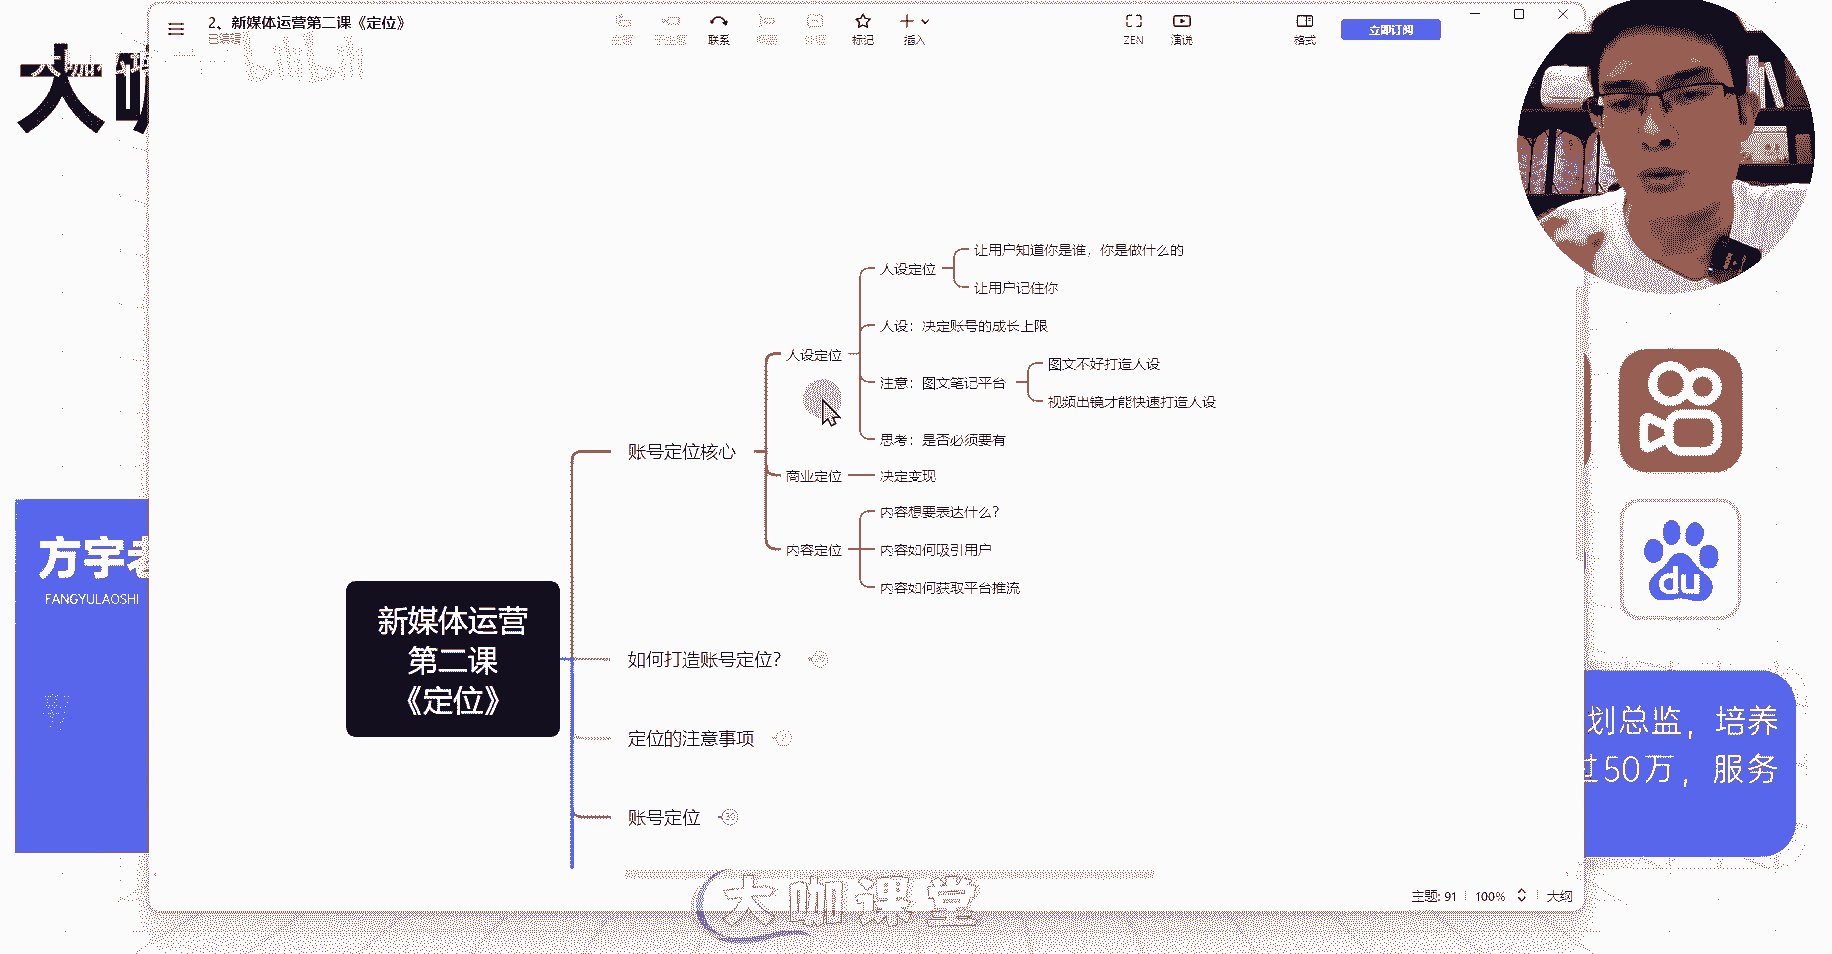 2、新媒体运营第二课《定位》
已编辑
联系
标记
插入
ZEN
演说
格式
立即订阅
大咖
bilibili
让用户知道你是谁，你是做什么的
人设定位
让用户记住你
人设：决定账号的成长上限
人设定位
图文不好打造人设
注意：图文笔记平台
视频出镜才能快速打造人设
思考：是否必须要有
账号定位核心
商业定位
决定变现
内容想要表达什么？
内容定位
内容如何吸引用户
内容如何获取平台推流
方宇老
FANGYULAOSHI
新媒体运营
第二课
《定位》
如何打造账号定位？
定位的注意事项
账号定位
du
划总监，培养
过50万，服务
大咖课堂
主题: 91
100%
大纲